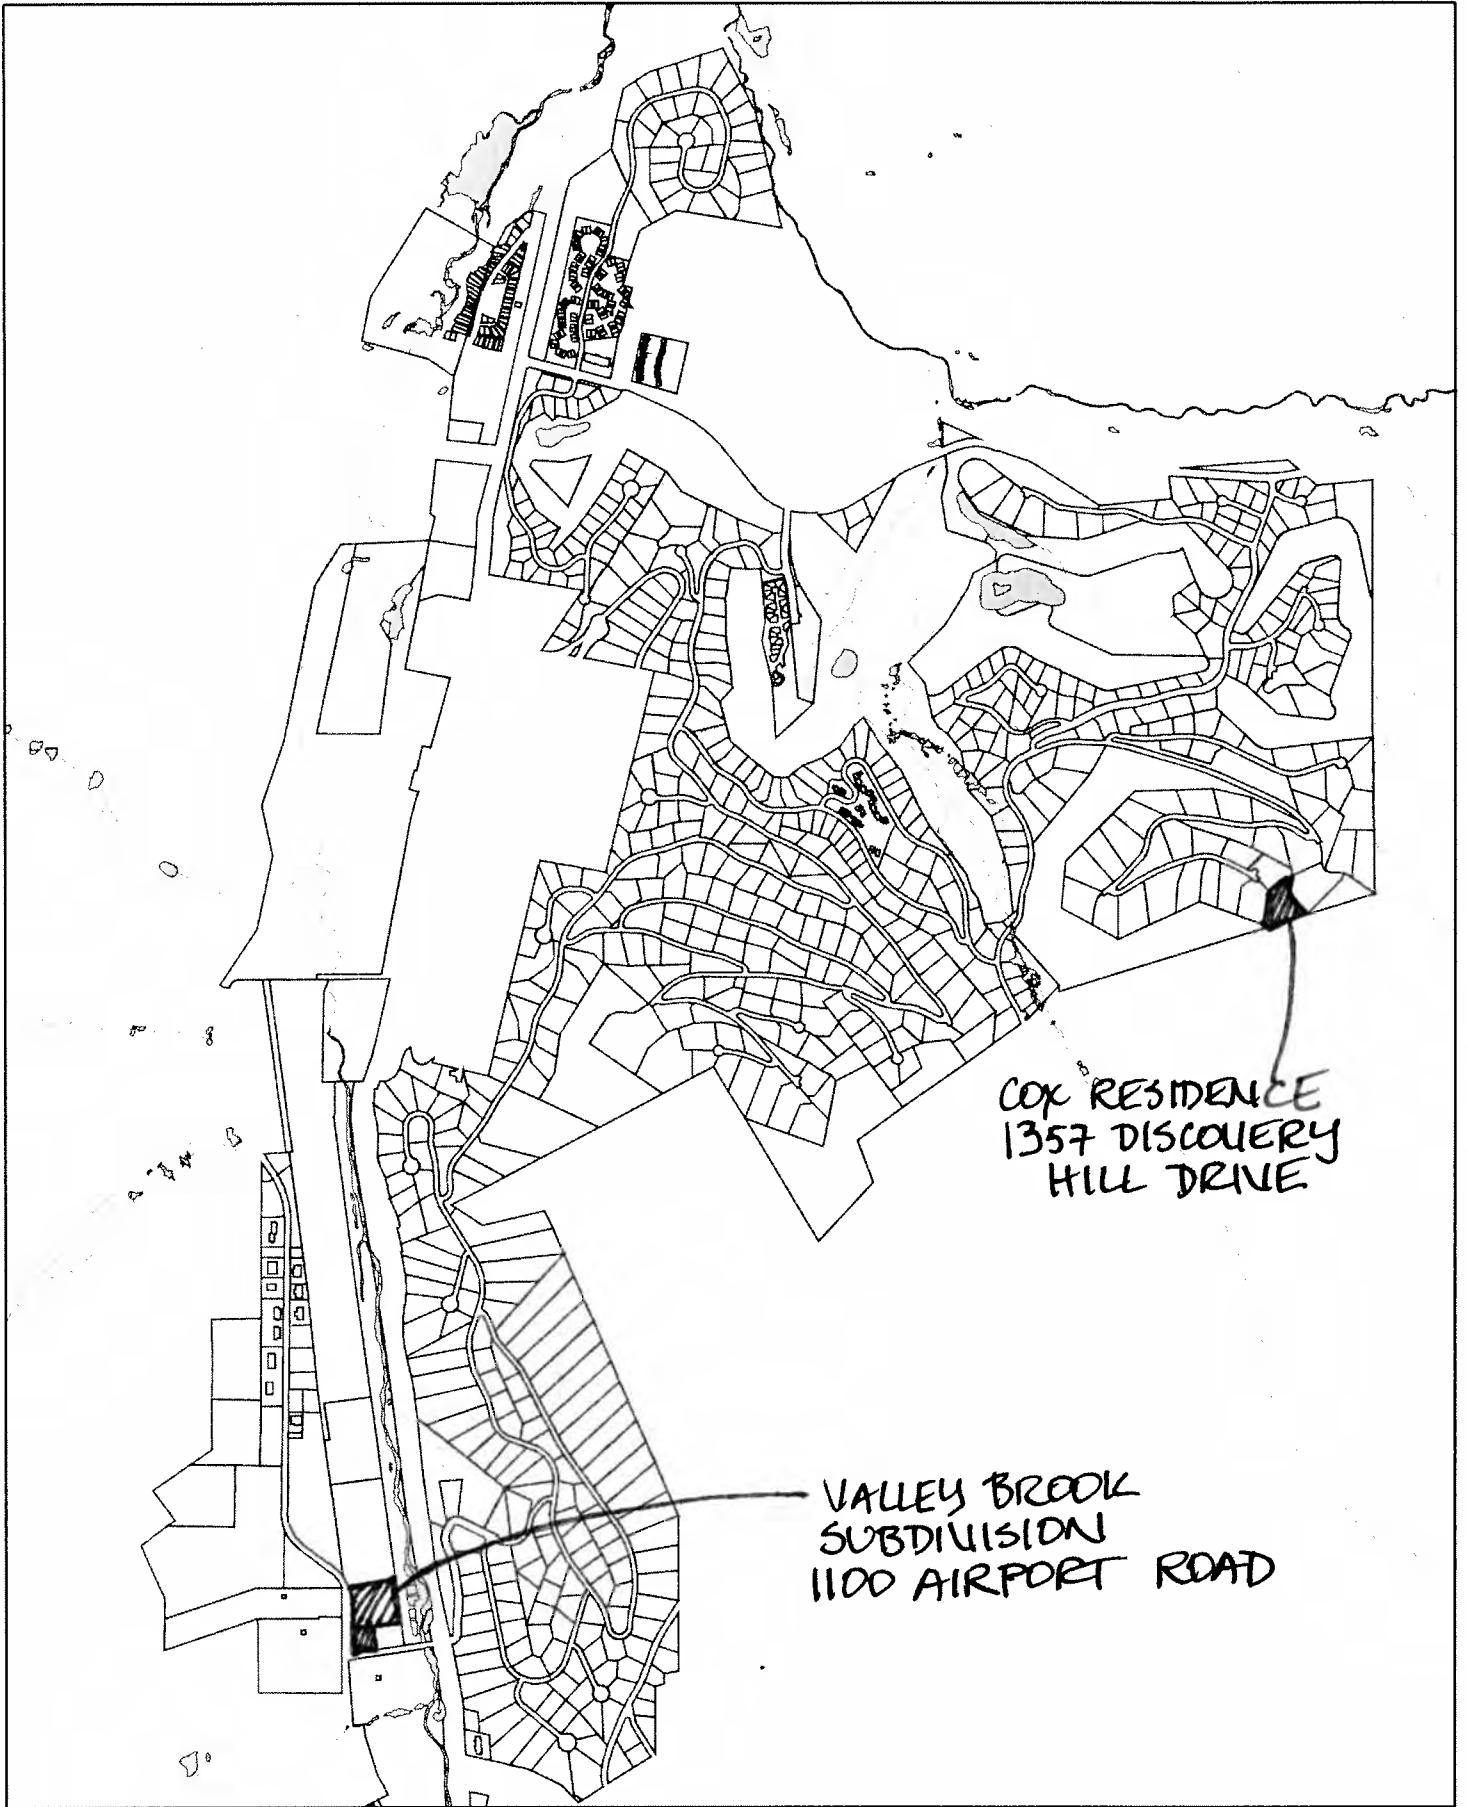 COX RESIDENCE
1357 DISCOVERY
HILL DRIVE
VALLEY BROOK
SUBDIVISION
1100 AIRPORT ROAD